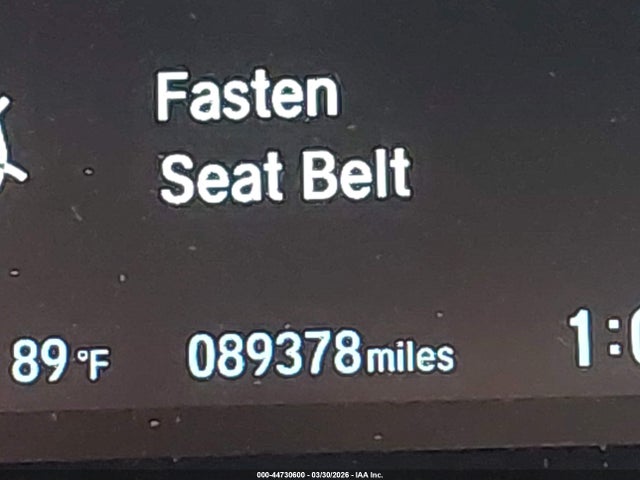 Fasten
Seat Belt
89°F 089378 miles
000-44730600 - 03/30/2026 - IAA Inc.